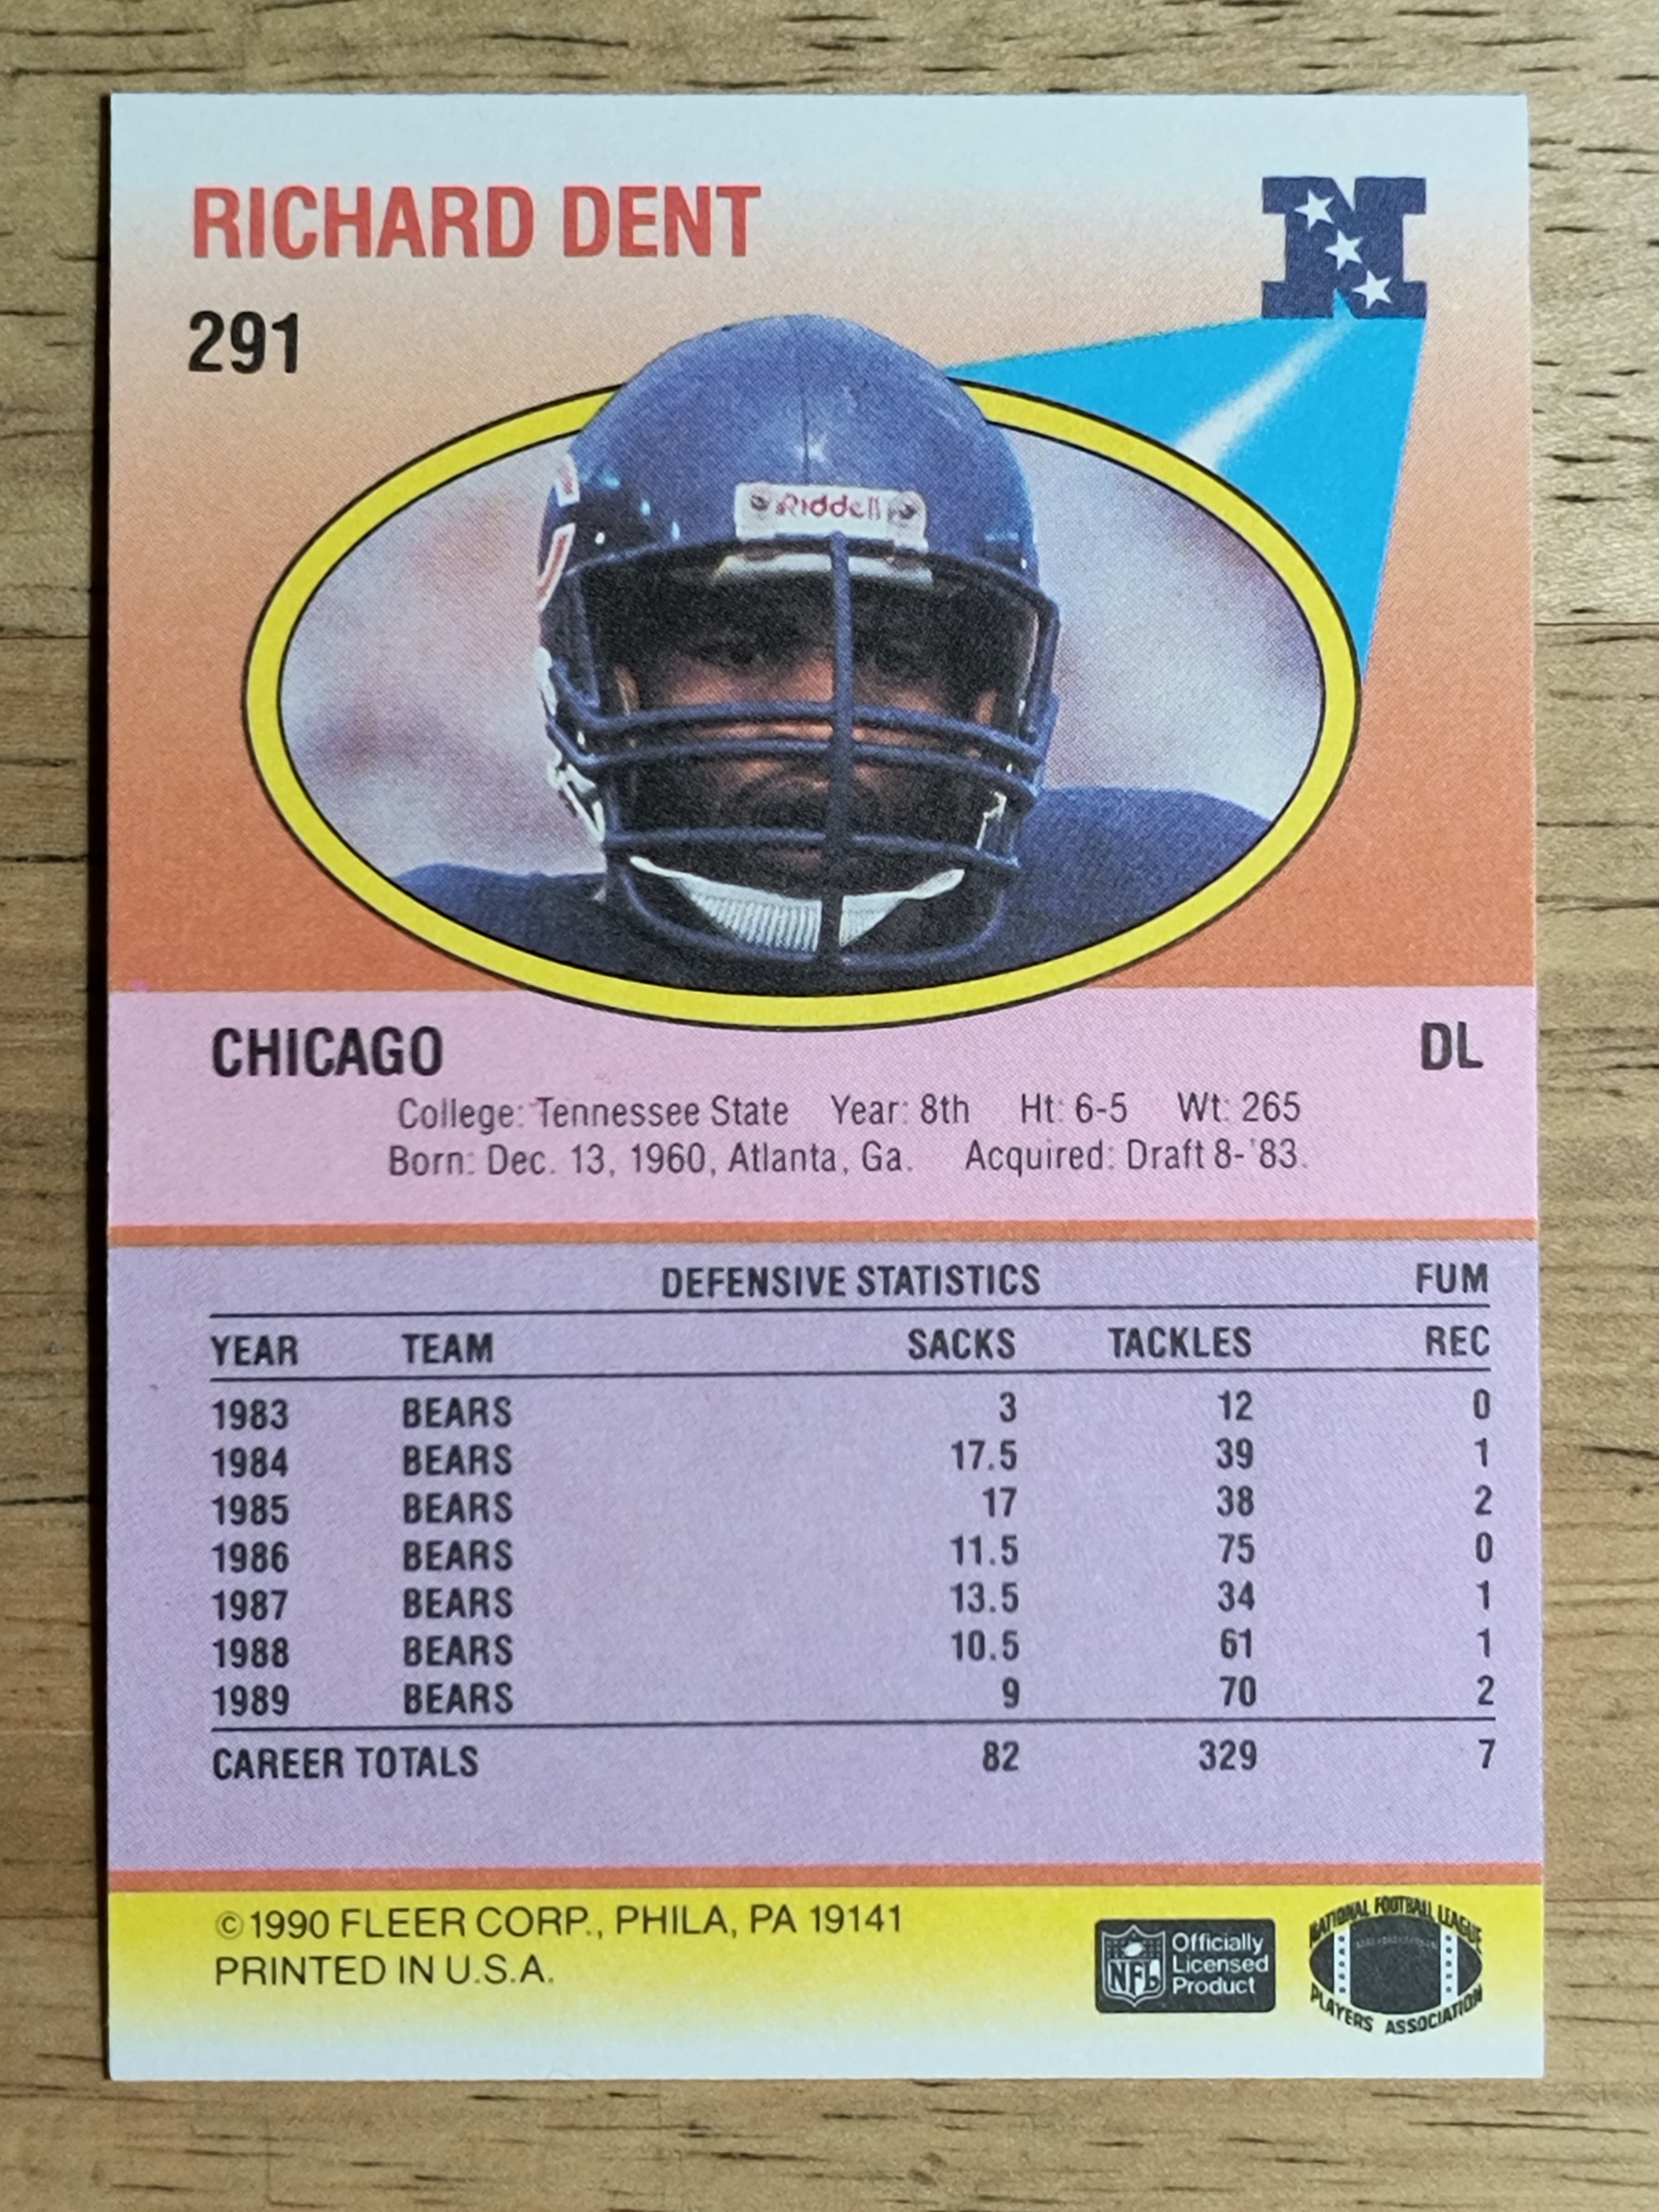 RICHARD DENT
291
N
Riddell
CHICAGO DL
College: Tennessee State Year: 8th Ht: 6-5 Wt: 265
Born: Dec. 13, 1960, Atlanta, Ga. Acquired: Draft 8-'83.
DEFENSIVE STATISTICS FUM
YEAR TEAM SACKS TACKLES REC
1983 BEARS 3 12 0
1984 BEARS 17.5 39 1
1985 BEARS 17 38 2
1986 BEARS 11.5 75 0
1987 BEARS 13.5 34 1
1988 BEARS 10.5 61 1
1989 BEARS 9 70 2
CAREER TOTALS 82 329 7
©1990 FLEER CORP., PHILA, PA 19141
PRINTED IN U.S.A.
NFL
Officially
Licensed
Product
NATIONAL FOOTBALL LEAGUE
PLAYERS ASSOCIATION